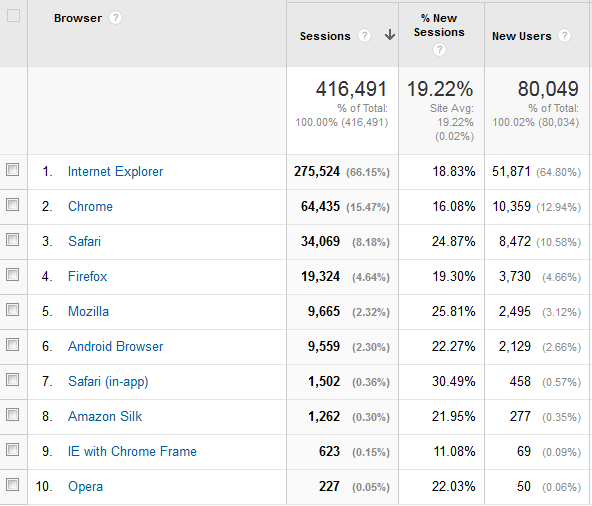 Browser ? Sessions ? % New Sessions ? New Users ?
416,491 19.22% 80,049
% of Total: Site Avg: % of Total:
100.00% (416,491) 19.22% 100.02% (80,034)
(0.02%)
1. Internet Explorer 275,524 (66.15%) 18.83% 51,871 (64.80%)
2. Chrome 64,435 (15.47%) 16.08% 10,359 (12.94%)
3. Safari 34,069 (8.18%) 24.87% 8,472 (10.58%)
4. Firefox 19,324 (4.64%) 19.30% 3,730 (4.66%)
5. Mozilla 9,665 (2.32%) 25.81% 2,495 (3.12%)
6. Android Browser 9,559 (2.30%) 22.27% 2,129 (2.66%)
7. Safari (in-app) 1,502 (0.36%) 30.49% 458 (0.57%)
8. Amazon Silk 1,262 (0.30%) 21.95% 277 (0.35%)
9. IE with Chrome Frame 623 (0.15%) 11.08% 69 (0.09%)
10. Opera 227 (0.05%) 22.03% 50 (0.06%)